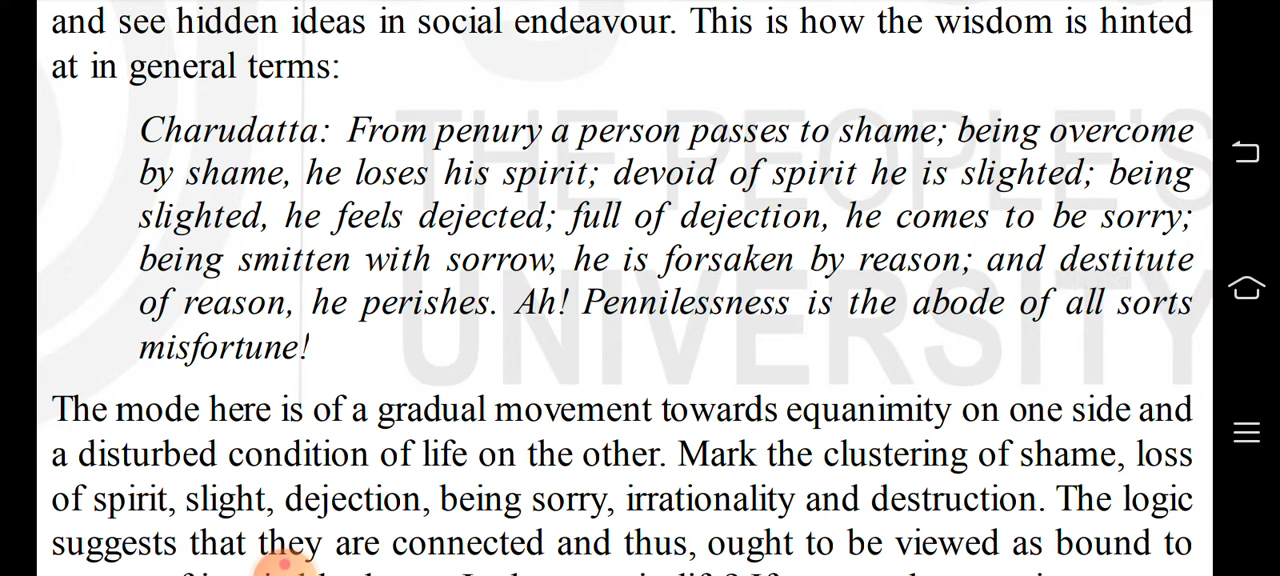 and see hidden ideas in social endeavour. This is how the wisdom is hinted
at in general terms:
Charudatta: From penury a person passes to shame; being overcome
by shame, he loses his spirit; devoid of spirit he is slighted; being
slighted, he feels dejected; full of dejection, he comes to be sorry;
being smitten with sorrow, he is forsaken by reason; and destitute
of reason, he perishes. Ah! Pennilessness is the abode of all sorts
misfortune!
The mode here is of a gradual movement towards equanimity on one side and
a disturbed condition of life on the other. Mark the clustering of shame, loss
of spirit, slight, dejection, being sorry, irrationality and destruction. The logic
suggests that they are connected and thus, ought to be viewed as bound to
THE PEOPLE'S
UNIVERSITY